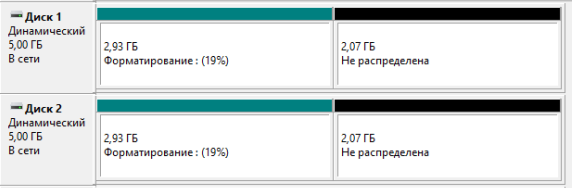 Диск 1
Динамический
5,00 ГБ
В сети
2,93 ГБ
Форматирование : (19%)
2,07 ГБ
Не распределена
Диск 2
Динамический
5,00 ГБ
В сети
2,93 ГБ
Форматирование : (19%)
2,07 ГБ
Не распределена